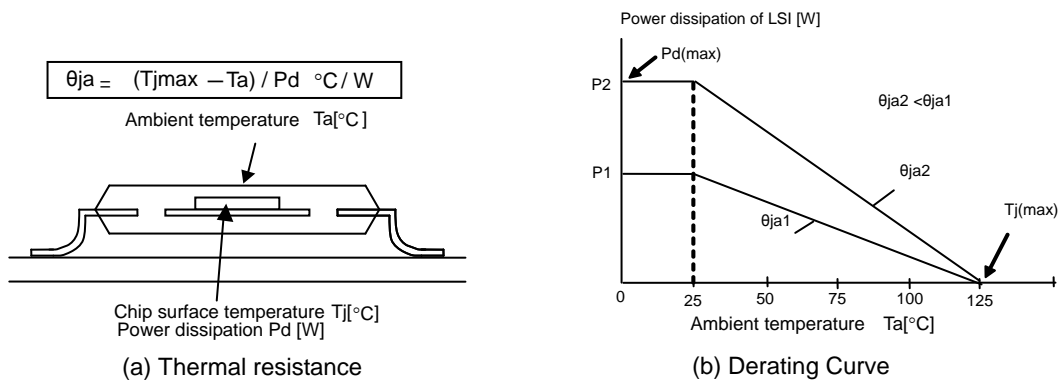 θja = (Tjmax − Ta) / Pd °C / W
Ambient temperature Ta[°C]
Chip surface temperature Tj[°C]
Power dissipation Pd [W]
(a) Thermal resistance
Power dissipation of LSI [W]
Pd(max)
P2
θja2 <θja1
P1
θja2
θja1
Tj(max)
0 25 50 75 100 125
Ambient temperature Ta[°C]
(b) Derating Curve